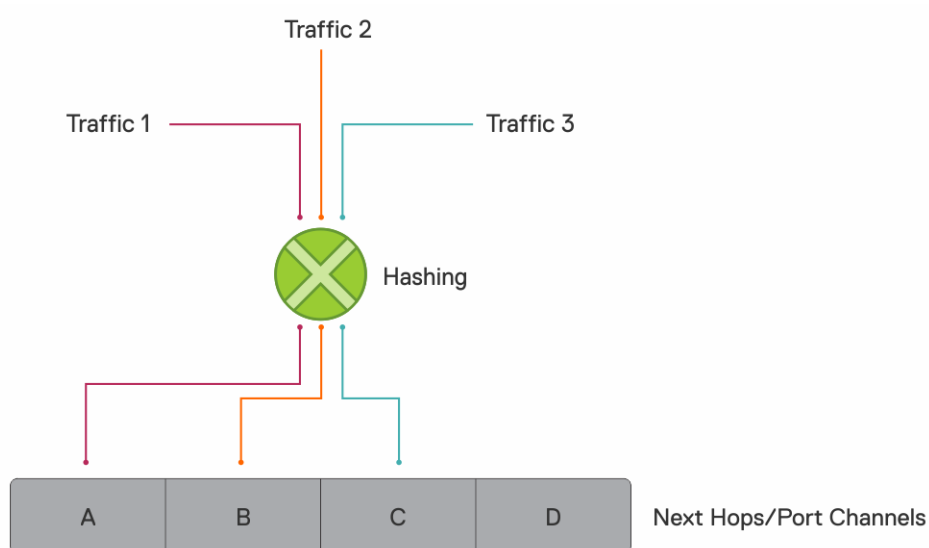 Traffic 2
Traffic 1
Traffic 3
Hashing
A
B
C
D
Next Hops/Port Channels